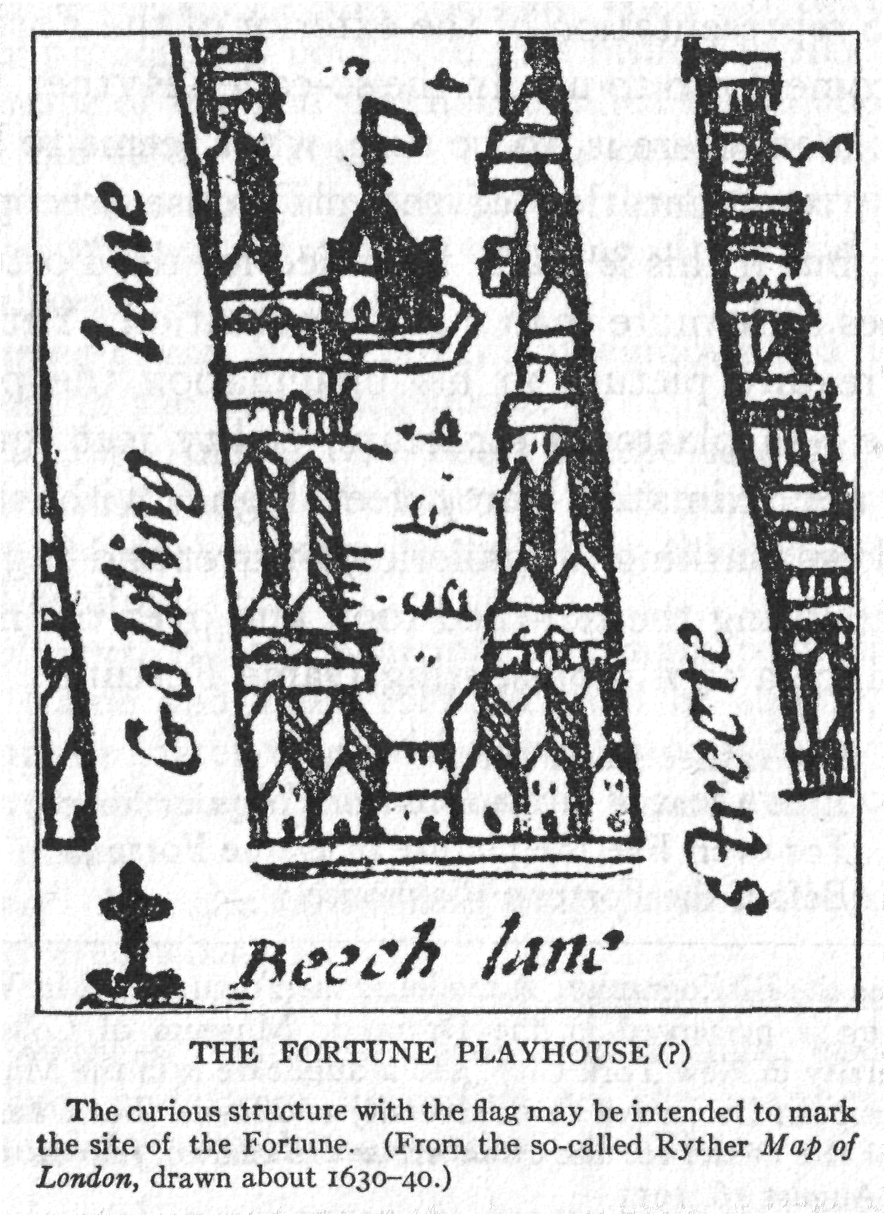 Golding lane
Street
Beech lane
THE FORTUNE PLAYHOUSE (?)
The curious structure with the flag may be intended to mark
the site of the Fortune. (From the so-called Ryther Map of
London, drawn about 1630–40.)